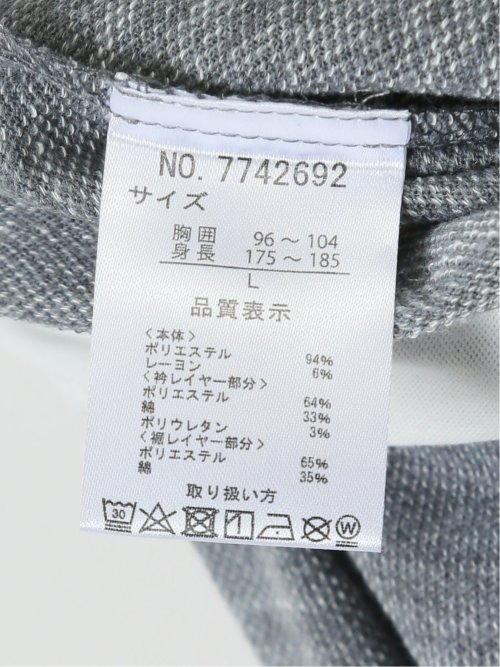 NO. 7742692
サイズ
胸囲 96～104
身長 175～185
L
品質表示
〈本体〉
ポリエステル 94%
レーヨン 6%
〈衿レイヤー部分〉
ポリエステル 64%
綿 33%
ポリウレタン 3%
〈裾レイヤー部分〉
ポリエステル 65%
綿 35%
取り扱い方
30 W